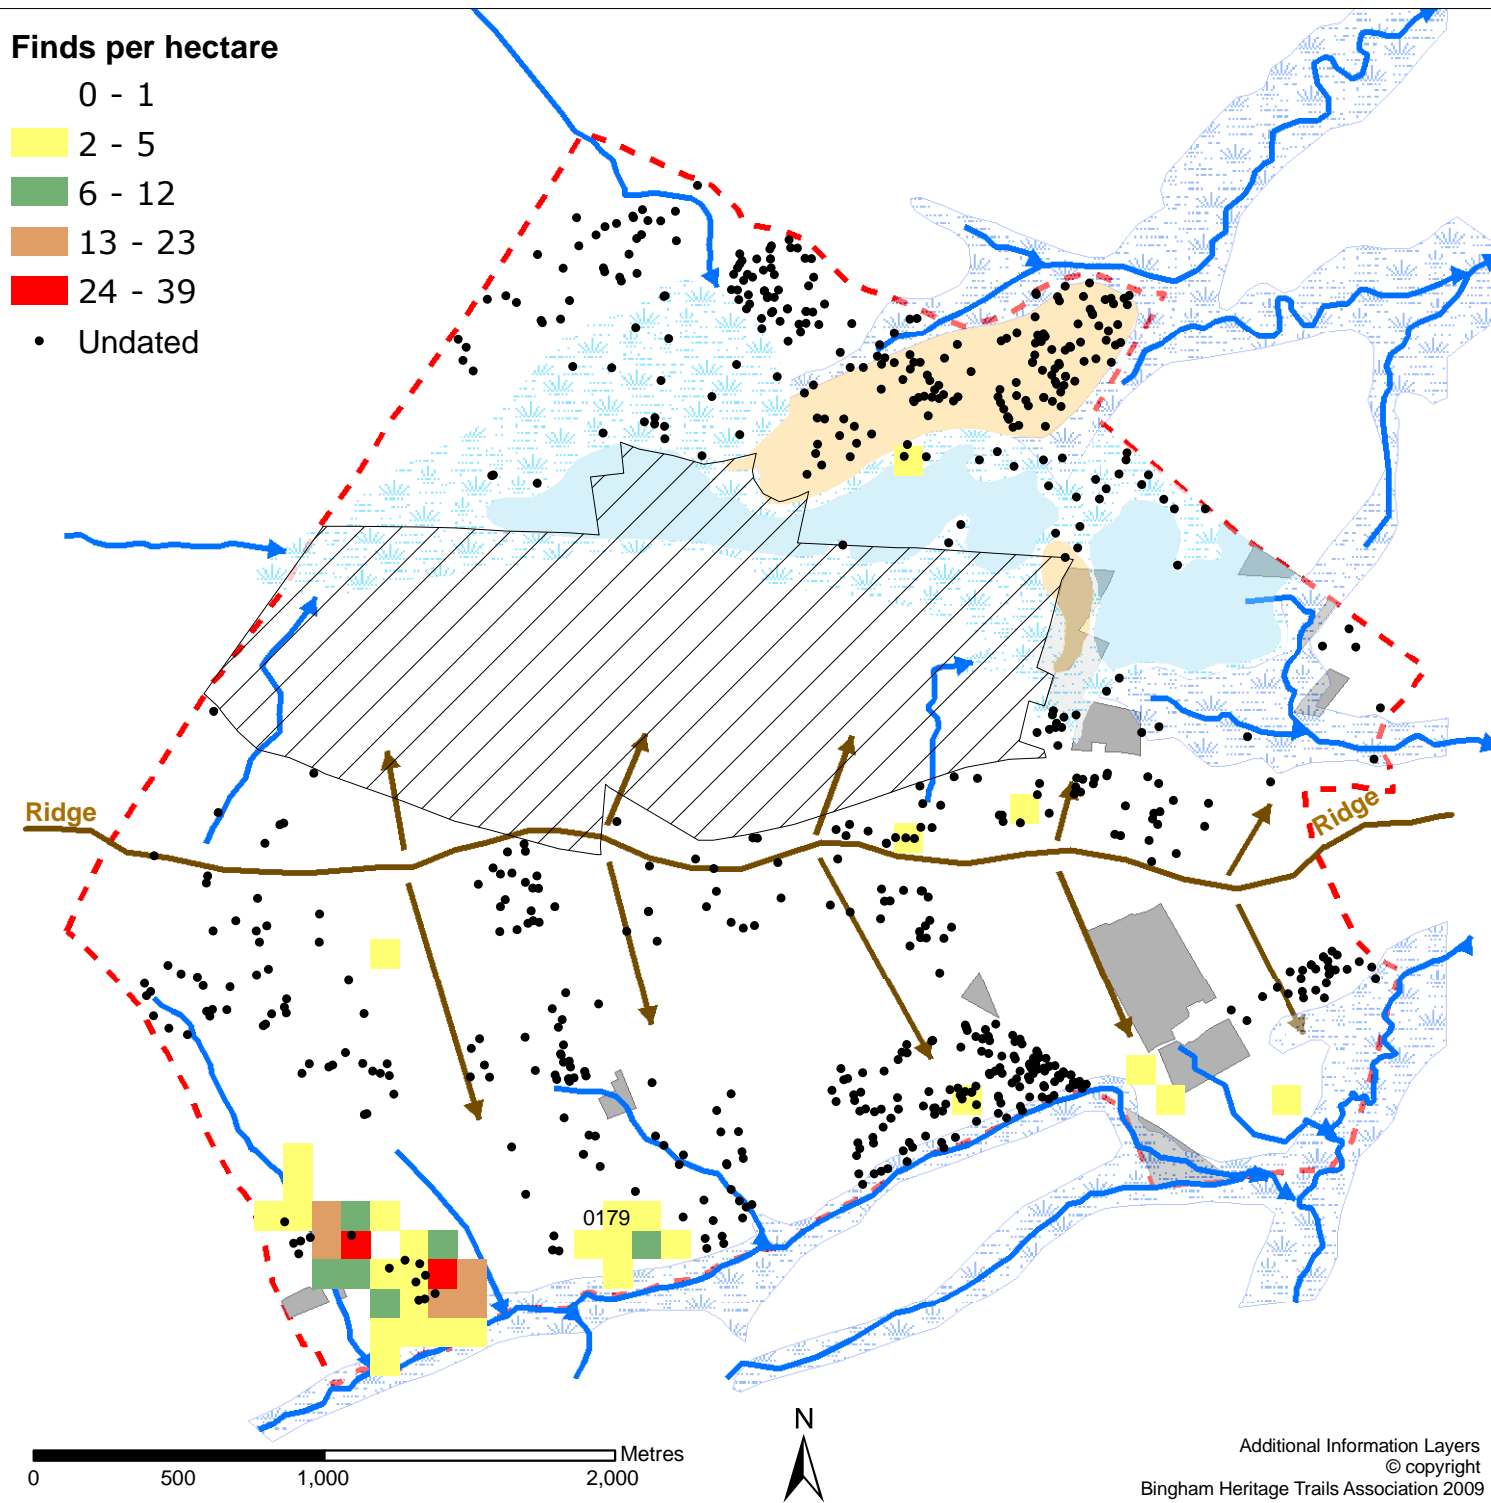 Finds per hectare
0 - 1
2 - 5
6 - 12
13 - 23
24 - 39
Undated
Ridge
Ridge
0179
N
Metres
0 500 1,000 2,000
Additional Information Layers
© copyright
Bingham Heritage Trails Association 2009